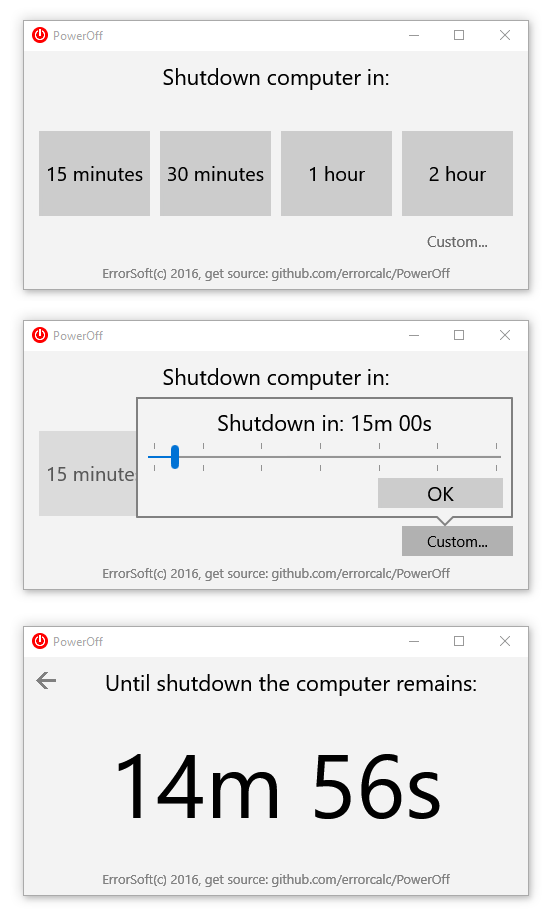 PowerOff
Shutdown computer in:
15 minutes 30 minutes 1 hour 2 hour
Custom...
ErrorSoft(c) 2016, get source: github.com/errorcalc/PowerOff
PowerOff
Shutdown computer in:
Shutdown in: 15m 00s
15 minute
OK
Custom...
ErrorSoft(c) 2016, get source: github.com/errorcalc/PowerOff
PowerOff
Until shutdown the computer remains:
14m 56s
ErrorSoft(c) 2016, get source: github.com/errorcalc/PowerOff